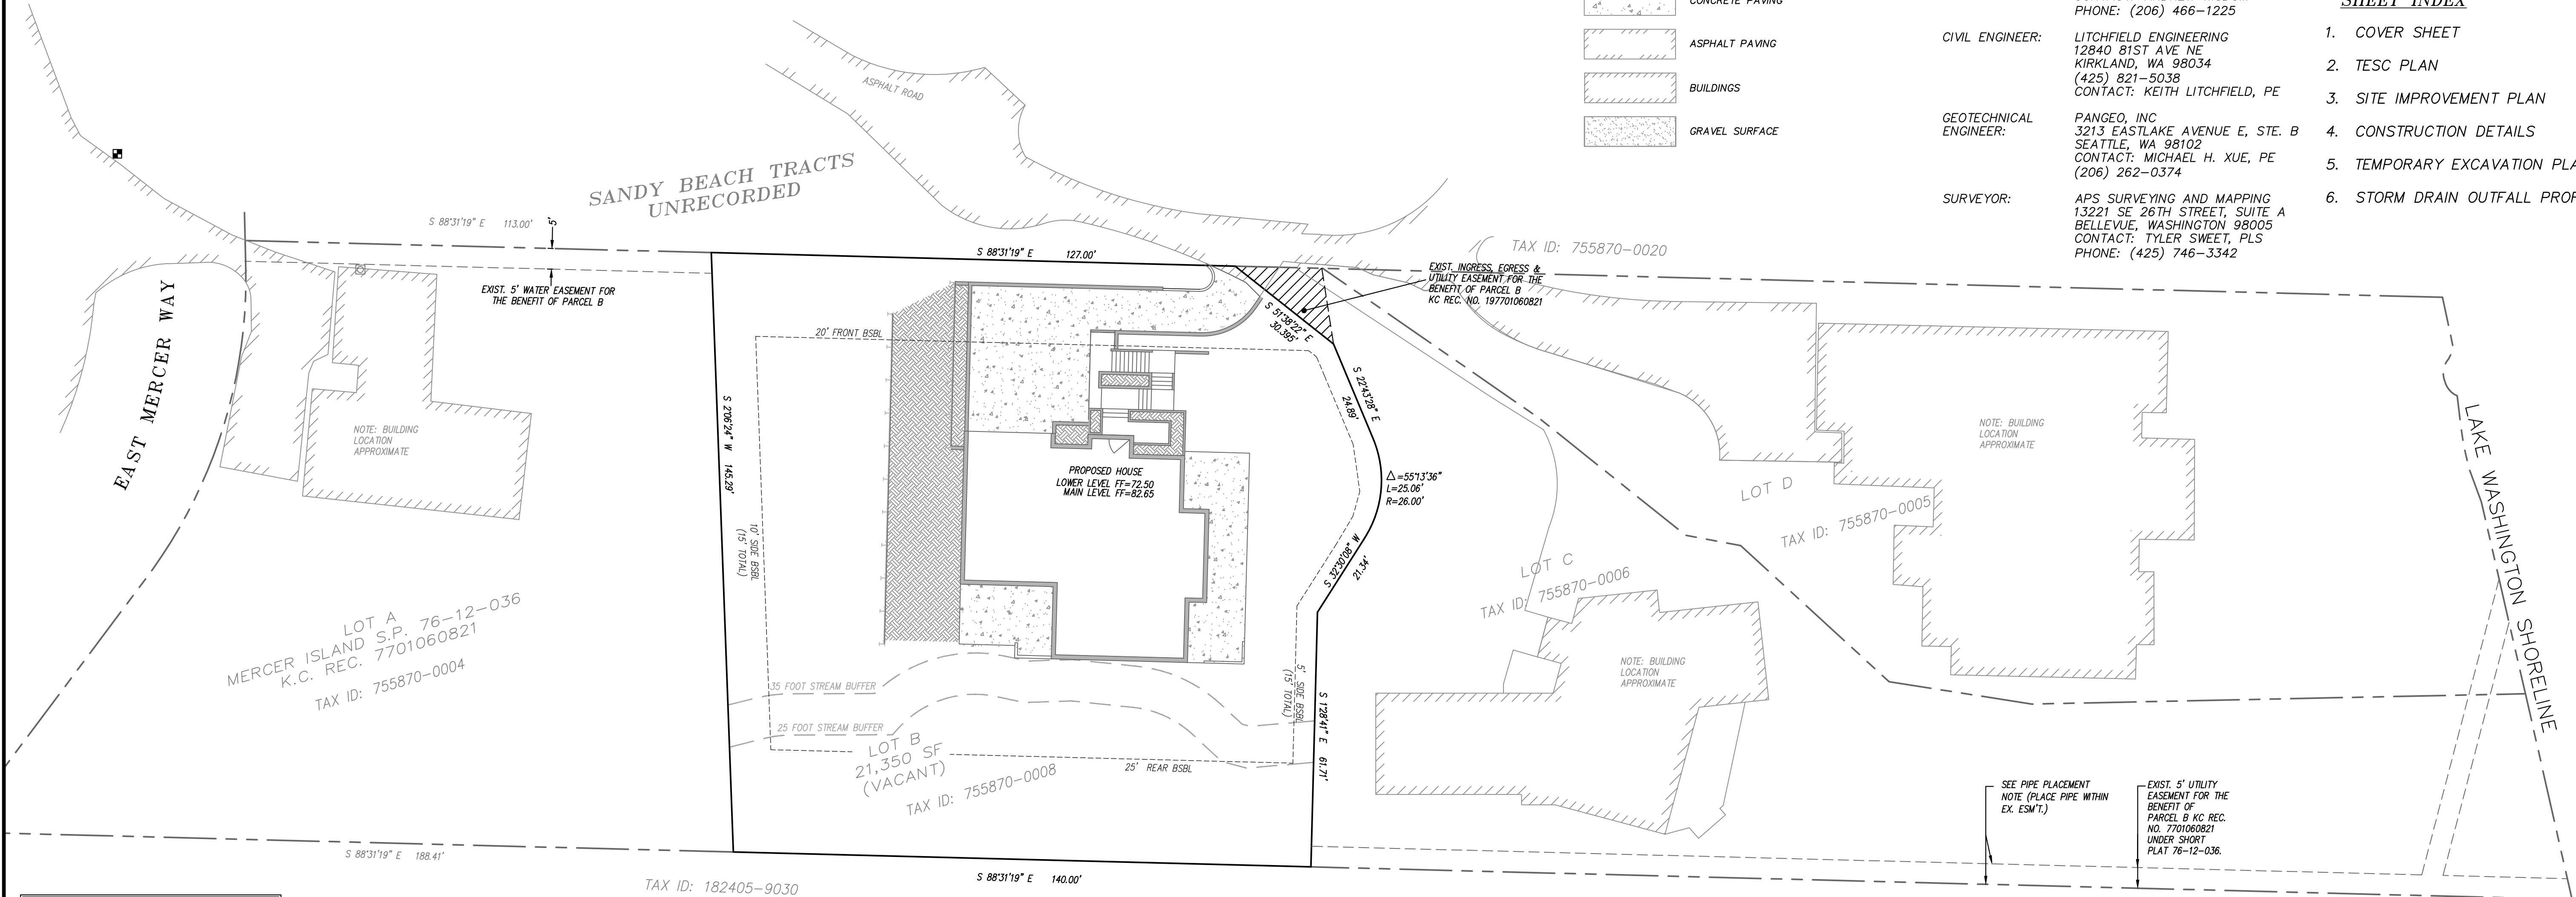 CONCRETE PAVING
ASPHALT PAVING
BUILDINGS
GRAVEL SURFACE
PHONE: (206) 466-1225
CIVIL ENGINEER:
LITCHFIELD ENGINEERING
12840 81ST AVE NE
KIRKLAND, WA 98034
(425) 821-5038
CONTACT: KEITH LITCHFIELD, PE
GEOTECHNICAL
ENGINEER:
PANGEO, INC
3213 EASTLAKE AVENUE E, STE. B
SEATTLE, WA 98102
CONTACT: MICHAEL H. XUE, PE
(206) 262-0374
SURVEYOR:
APS SURVEYING AND MAPPING
13221 SE 26TH STREET, SUITE A
BELLEVUE, WASHINGTON 98005
CONTACT: TYLER SWEET, PLS
PHONE: (425) 746-3342
SHEET INDEX
1. COVER SHEET
2. TESC PLAN
3. SITE IMPROVEMENT PLAN
4. CONSTRUCTION DETAILS
5. TEMPORARY EXCAVATION PLA
6. STORM DRAIN OUTFALL PROF
ASPHALT ROAD
SANDY BEACH TRACTS
UNRECORDED
S 88°31'19" E 113.00'
5'
EXIST. 5' WATER EASEMENT FOR
THE BENEFIT OF PARCEL B
EAST MERCER WAY
NOTE: BUILDING
LOCATION
APPROXIMATE
LOT A
MERCER ISLAND S.P. 76-12-036
K.C. REC. 7701060821
TAX ID: 755870-0004
S 88°31'19" E 188.41'
TAX ID: 182405-9030
S 88°31'19" E 127.00'
20' FRONT BSBL
S 2°06'24" W 145.29'
10' SIDE BSBL
(15' TOTAL)
PROPOSED HOUSE
LOWER LEVEL FF=72.50
MAIN LEVEL FF=82.65
35 FOOT STREAM BUFFER
25 FOOT STREAM BUFFER
LOT B
21,350 SF
(VACANT)
TAX ID: 755870-0008
25' REAR BSBL
5' SIDE BSBL
(15' TOTAL)
S 1°28'41" E 61.71'
S 88°31'19" E 140.00'
S 51°38'22" E
30.395'
S 22°43'28" E
24.89'
Δ=55°13'36"
L=25.06'
R=26.00'
S 32°30'08" W
21.34'
EXIST. INGRESS, EGRESS &
UTILITY EASEMENT FOR THE
BENEFIT OF PARCEL B
KC REC. NO. 197701060821
TAX ID: 755870-0020
LOT C
TAX ID: 755870-0006
NOTE: BUILDING
LOCATION
APPROXIMATE
LOT D
TAX ID: 755870-0005
NOTE: BUILDING
LOCATION
APPROXIMATE
LAKE WASHINGTON SHORELINE
SEE PIPE PLACEMENT
NOTE (PLACE PIPE WITHIN
EX. ESM'T.)
EXIST. 5' UTILITY
EASEMENT FOR THE
BENEFIT OF
PARCEL B KC REC.
NO. 7701060821
UNDER SHORT
PLAT 76-12-036.